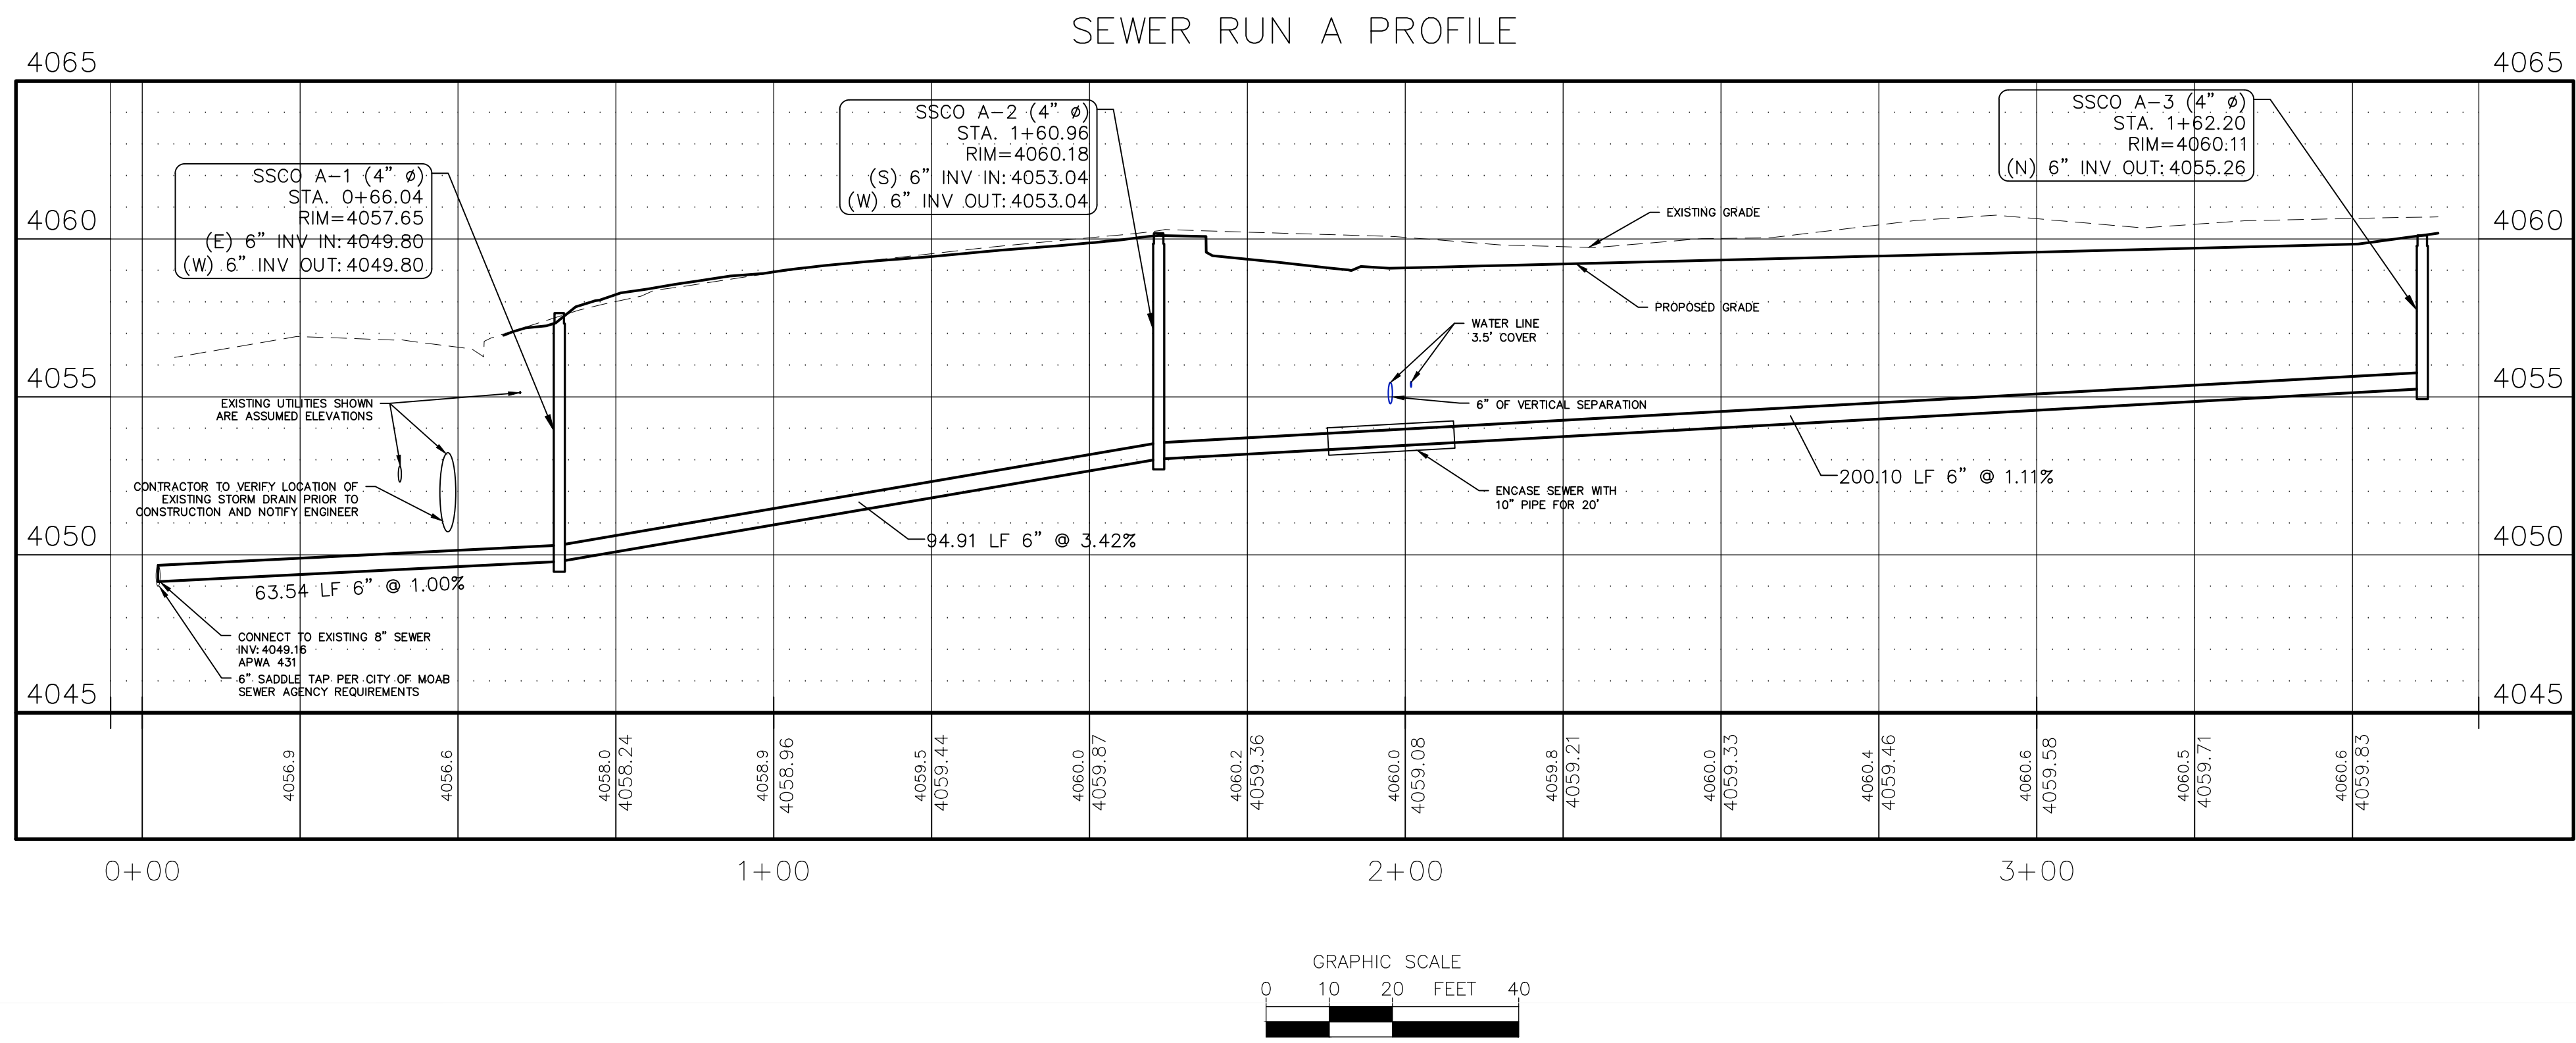 SEWER RUN A PROFILE
4065
4065
SSCO A-1 (4" ø)
STA. 0+66.04
RIM=4057.65
(E) 6" INV IN: 4049.80
(W) 6" INV OUT: 4049.80
SSCO A-2 (4" ø)
STA. 1+60.96
RIM=4060.18
(S) 6" INV IN: 4053.04
(W) 6" INV OUT: 4053.04
SSCO A-3 (4" ø)
STA. 1+62.20
RIM=4060.11
(N) 6" INV OUT: 4055.26
4060
4060
EXISTING GRADE
PROPOSED GRADE
WATER LINE
3.5' COVER
4055
4055
EXISTING UTILITIES SHOWN
ARE ASSUMED ELEVATIONS
6" OF VERTICAL SEPARATION
CONTRACTOR TO VERIFY LOCATION OF
EXISTING STORM DRAIN PRIOR TO
CONSTRUCTION AND NOTIFY ENGINEER
ENCASE SEWER WITH
10" PIPE FOR 20'
200.10 LF 6" @ 1.11%
4050
4050
94.91 LF 6" @ 3.42%
63.54 LF 6" @ 1.00%
CONNECT TO EXISTING 8" SEWER
INV: 4049.16
APWA 431
6" SADDLE TAP PER CITY OF MOAB
SEWER AGENCY REQUIREMENTS
4045
4045
4056.9
4056.6
4058.0
4058.24
4058.9
4058.96
4059.5
4059.44
4060.0
4059.87
4060.2
4059.36
4060.0
4059.08
4059.8
4059.21
4060.0
4059.33
4060.4
4059.46
4060.6
4059.58
4060.5
4059.71
4060.6
4059.83
0+00
1+00
2+00
3+00
GRAPHIC SCALE
0 10 20 FEET 40